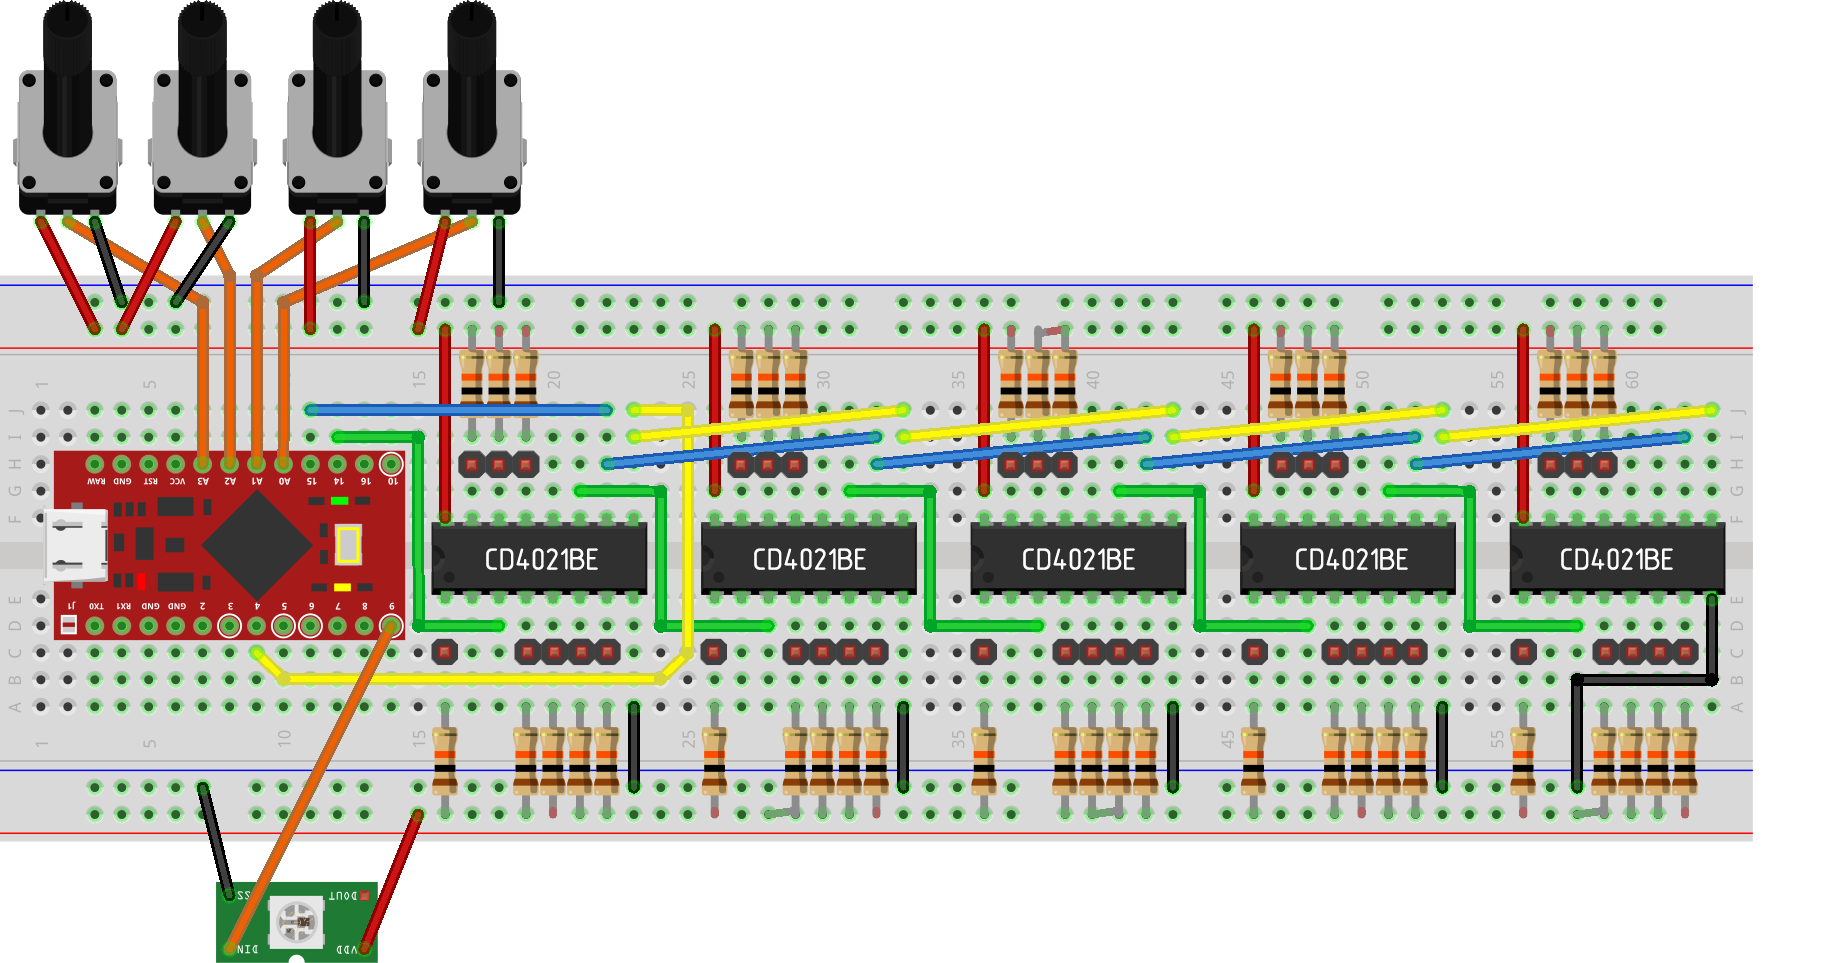 1 5 15 20 25 30 35 40 45 50 55 60
J J
I I
H H
RAW GND RST VCC A3 A2 A1 A0 15 14 16 10
G G
F F
CD4021BE CD4021BE CD4021BE CD4021BE CD4021BE
E E
J1 TX0 RX1 GND GND 2 3 4 5 6 7 8 9
D D
C C
B B
A A
1 5 10 15 25 35 45 55
SS DOUT
DIN VDD